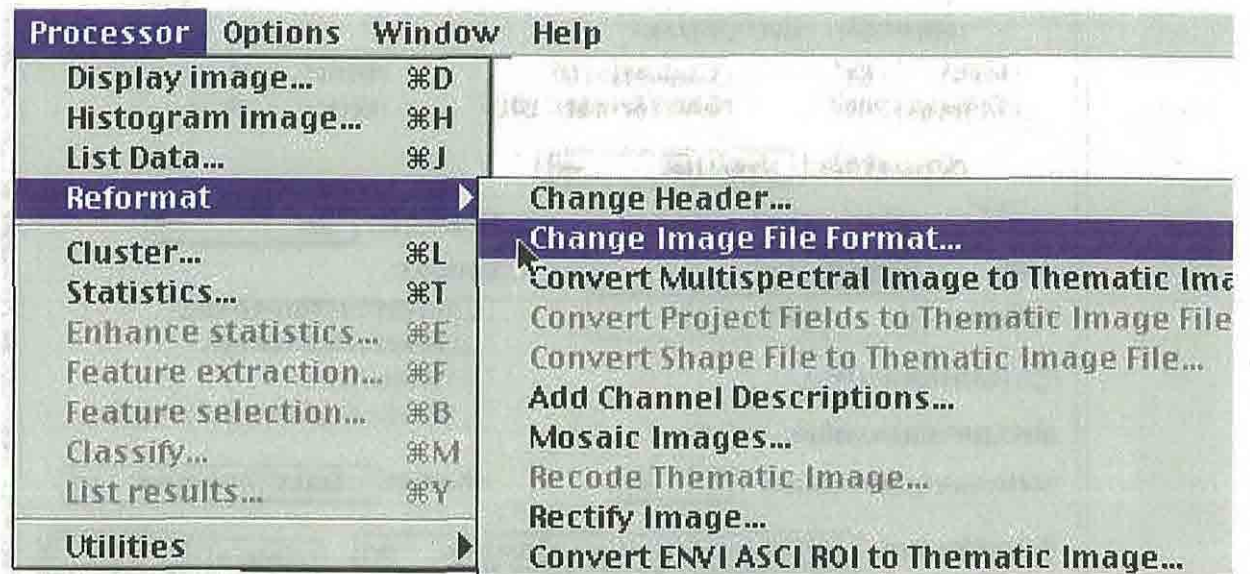 Processor Options Window Help
Display image... ⌘D
Histogram image... ⌘H
List Data... ⌘J
Reformat
Cluster... ⌘L
Statistics... ⌘T
Enhance statistics... ⌘E
Feature extraction... ⌘F
Feature selection... ⌘B
Classify... ⌘M
List results... ⌘Y
Utilities
Change Header...
Change Image File Format...
Convert Multispectral Image to Thematic Ima
Convert Project Fields to Thematic Image File
Convert Shape File to Thematic Image File...
Add Channel Descriptions...
Mosaic Images...
Recode Thematic Image...
Rectify Image...
Convert ENVI ASCI ROI to Thematic Image...